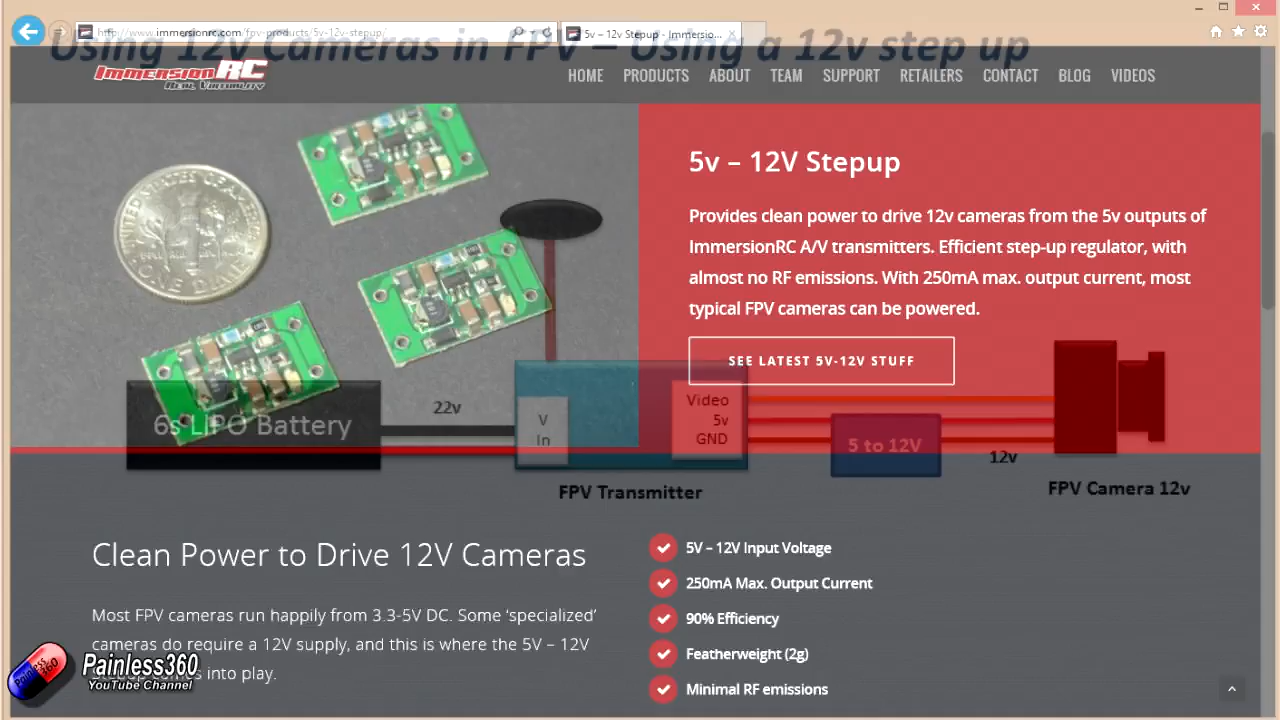 http://www.immersionrc.com/fpv-products/5v-12v-stepup/
5v – 12V Stepup - Immersio...
Using 12v Cameras in FPV – Using a 12v step up
ImmersionRC
Real Virtuality
HOME PRODUCTS ABOUT TEAM SUPPORT RETAILERS CONTACT BLOG VIDEOS
5v – 12V Stepup
Provides clean power to drive 12v cameras from the 5v outputs of
ImmersionRC A/V transmitters. Efficient step-up regulator, with
almost no RF emissions. With 250mA max. output current, most
typical FPV cameras can be powered.
SEE LATEST 5V-12V STUFF
6s LiPO Battery
22v
V
In
Video
5v
GND
5 to 12V
12v
FPV Transmitter
FPV Camera 12v
Clean Power to Drive 12V Cameras
Most FPV cameras run happily from 3.3-5V DC. Some ‘specialized’
cameras do require a 12V supply, and this is where the 5V – 12V
into play.
5V – 12V Input Voltage
250mA Max. Output Current
90% Efficiency
Featherweight (2g)
Minimal RF emissions
Painless360
Painless360
YouTube Channel